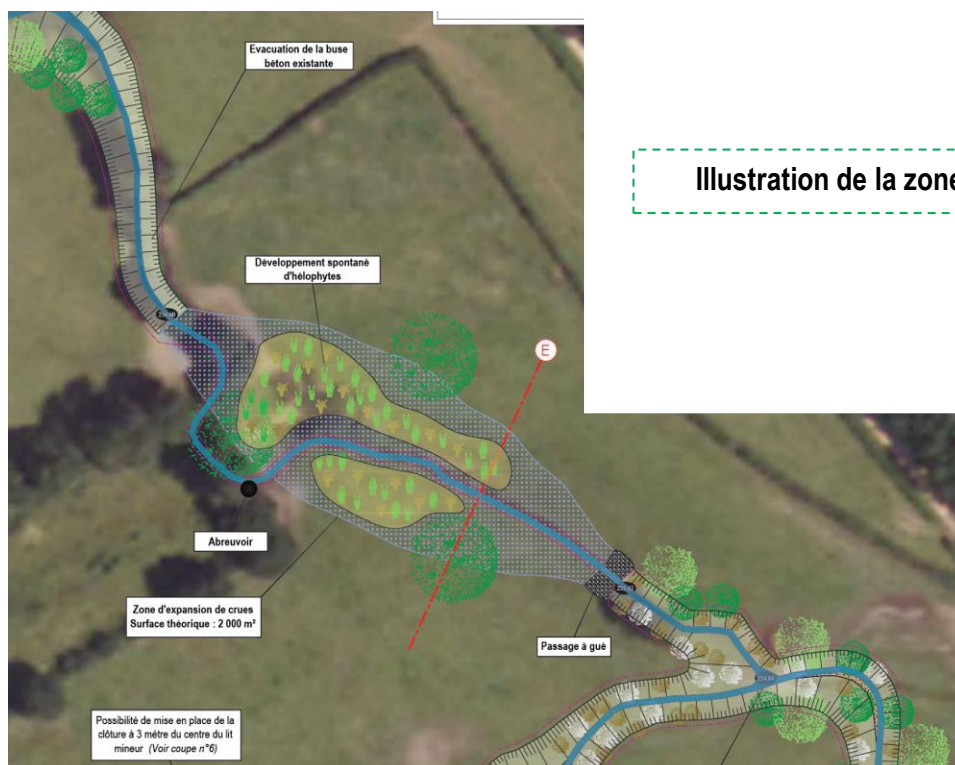 Evacuation de la buse
béton existante
Illustration de la zone
Développement spontané
d'hélophytes
E
Abreuvoir
Zone d'expansion de crues
Surface théorique : 2 000 m²
Passage à gué
Possibilité de mise en place de la
clôture à 3 mètre du centre du lit
mineur (Voir coupe n°6)